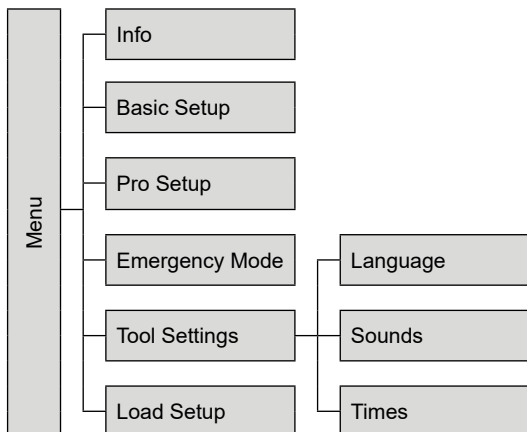 Menu
Info
Basic Setup
Pro Setup
Emergency Mode
Tool Settings
Load Setup
Language
Sounds
Times